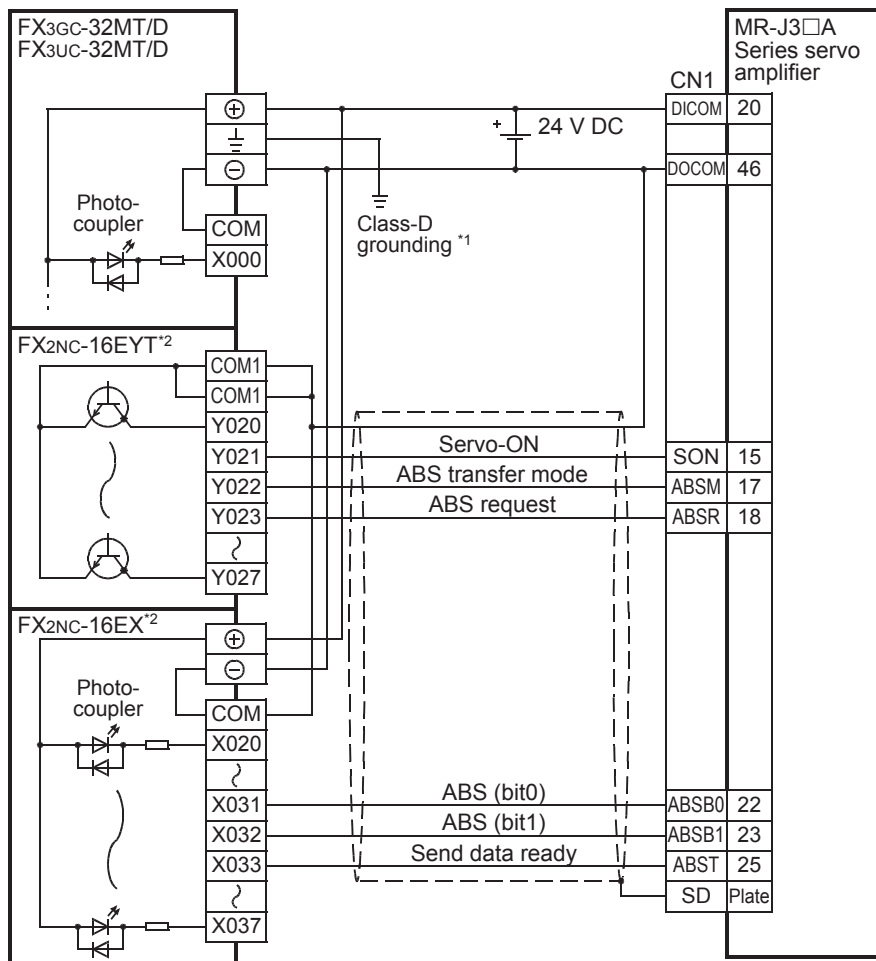 FX3GC-32MT/D
FX3UC-32MT/D
MR-J3□A
Series servo
amplifier
CN1
DICOM 20
24 V DC
+
DOCOM 46
Photo-
coupler
COM
X000
Class-D
grounding *1
FX2NC-16EYT*2
COM1
COM1
Y020
Y021 Servo-ON SON 15
Y022 ABS transfer mode ABSM 17
Y023 ABS request ABSR 18
Y027
FX2NC-16EX*2
Photo-
coupler
COM
X020
X031 ABS (bit0) ABSB0 22
X032 ABS (bit1) ABSB1 23
X033 Send data ready ABST 25
SD Plate
X037